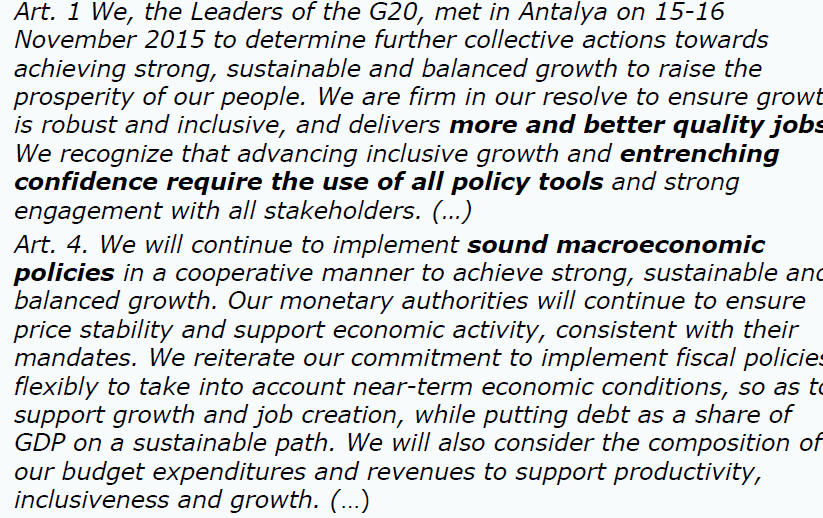 Art. 1 We, the Leaders of the G20, met in Antalya on 15-16
November 2015 to determine further collective actions towards
achieving strong, sustainable and balanced growth to raise the
prosperity of our people. We are firm in our resolve to ensure growt
is robust and inclusive, and delivers more and better quality jobs
We recognize that advancing inclusive growth and entrenching
confidence require the use of all policy tools and strong
engagement with all stakeholders. (…)
Art. 4. We will continue to implement sound macroeconomic
policies in a cooperative manner to achieve strong, sustainable and
balanced growth. Our monetary authorities will continue to ensure
price stability and support economic activity, consistent with their
mandates. We reiterate our commitment to implement fiscal policies
flexibly to take into account near-term economic conditions, so as to
support growth and job creation, while putting debt as a share of
GDP on a sustainable path. We will also consider the composition of
our budget expenditures and revenues to support productivity,
inclusiveness and growth. (…)